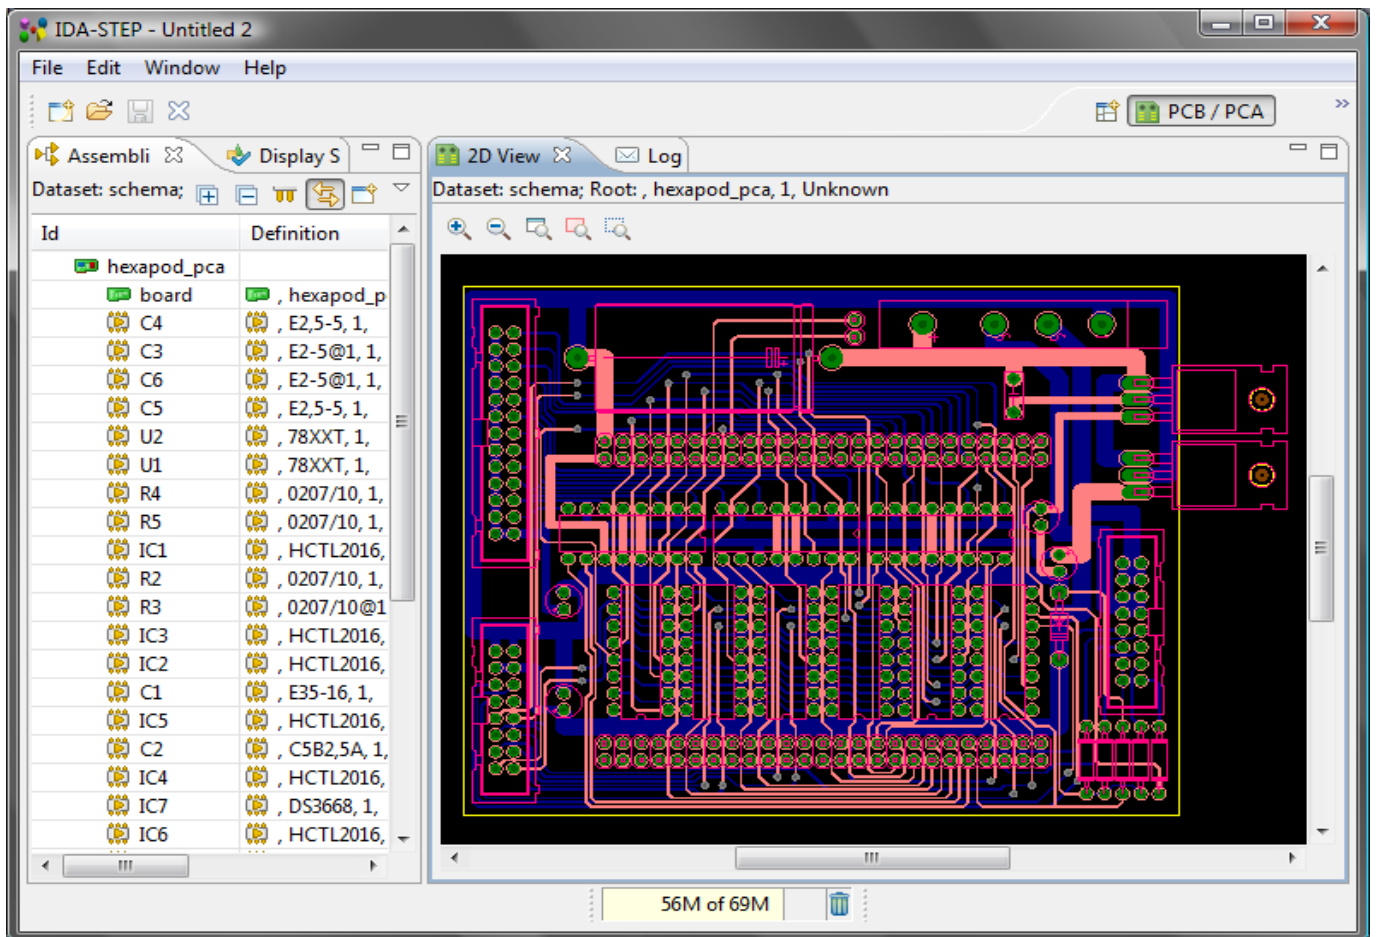 IDA-STEP - Untitled 2
File Edit Window Help
PCB / PCA
Assembli Display S
Dataset: schema;
Id Definition
hexapod_pca
board , hexapod_p
C4 , E2,5-5, 1,
C3 , E2-5@1, 1,
C6 , E2-5@1, 1,
C5 , E2,5-5, 1,
U2 , 78XXT, 1,
U1 , 78XXT, 1,
R4 , 0207/10, 1,
R5 , 0207/10, 1,
IC1 , HCTL2016,
R2 , 0207/10, 1,
R3 , 0207/10@1
IC3 , HCTL2016,
IC2 , HCTL2016,
C1 , E35-16, 1,
IC5 , HCTL2016,
C2 , C5B2,5A, 1,
IC4 , HCTL2016,
IC7 , DS3668, 1,
IC6 , HCTL2016,
2D View Log
Dataset: schema; Root: , hexapod_pca, 1, Unknown
56M of 69M